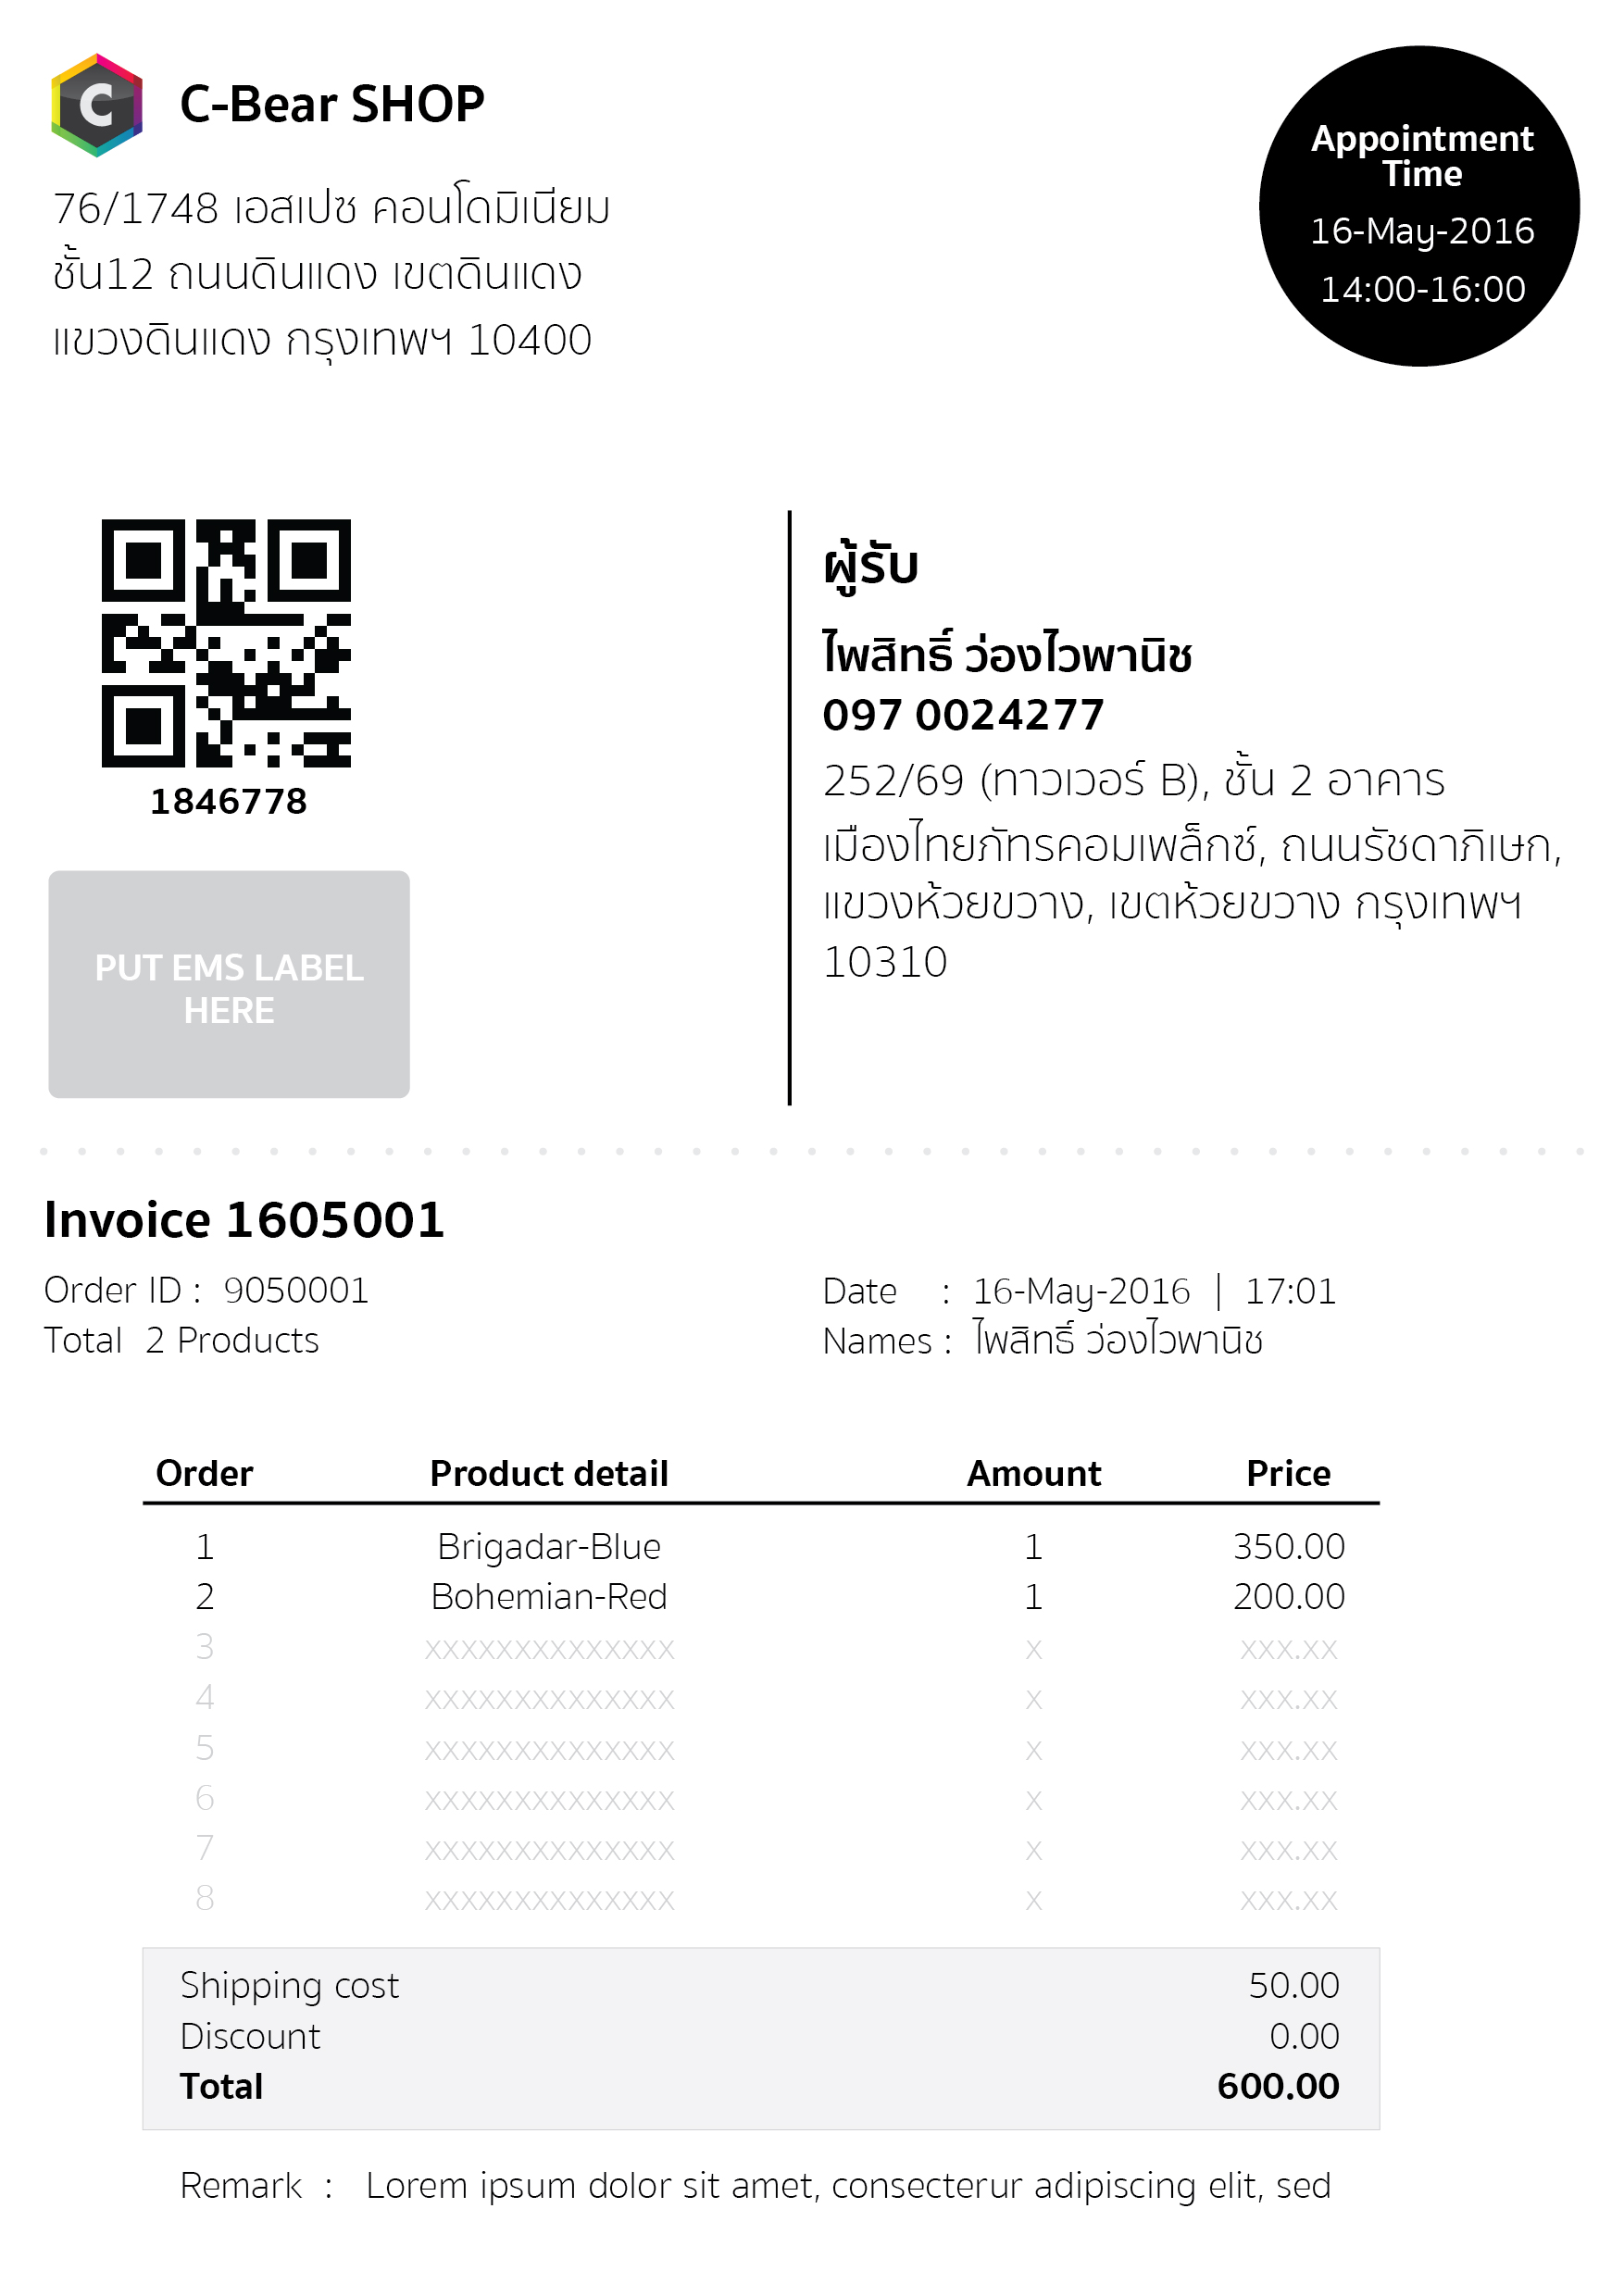 C
C-Bear SHOP
76/1748 เอสเปซ คอนโดมิเนียม
ชั้น12 ถนนดินแดง เขตดินแดง
แขวงดินแดง กรุงเทพฯ 10400
Appointment
Time
16-May-2016
14:00-16:00
1846778
PUT EMS LABEL
HERE
ผู้รับ
ไพสิทธิ์ ว่องไวพานิช
097 0024277
252/69 (ทาวเวอร์ B), ชั้น 2 อาคาร
เมืองไทยภัทรคอมเพล็กซ์, ถนนรัชดาภิเษก,
แขวงห้วยขวาง, เขตห้วยขวาง กรุงเทพฯ
10310
Invoice 1605001
Order ID : 9050001
Total 2 Products
Date : 16-May-2016 | 17:01
Names : ไพสิทธิ์ ว่องไวพานิช
Order Product detail Amount Price
1 Brigadar-Blue 1 350.00
2 Bohemian-Red 1 200.00
3 xxxxxxxxxxxxxx x xxx.xx
4 xxxxxxxxxxxxxx x xxx.xx
5 xxxxxxxxxxxxxx x xxx.xx
6 xxxxxxxxxxxxxx x xxx.xx
7 xxxxxxxxxxxxxx x xxx.xx
8 xxxxxxxxxxxxxx x xxx.xx
Shipping cost 50.00
Discount 0.00
Total 600.00
Remark : Lorem ipsum dolor sit amet, consecterur adipiscing elit, sed